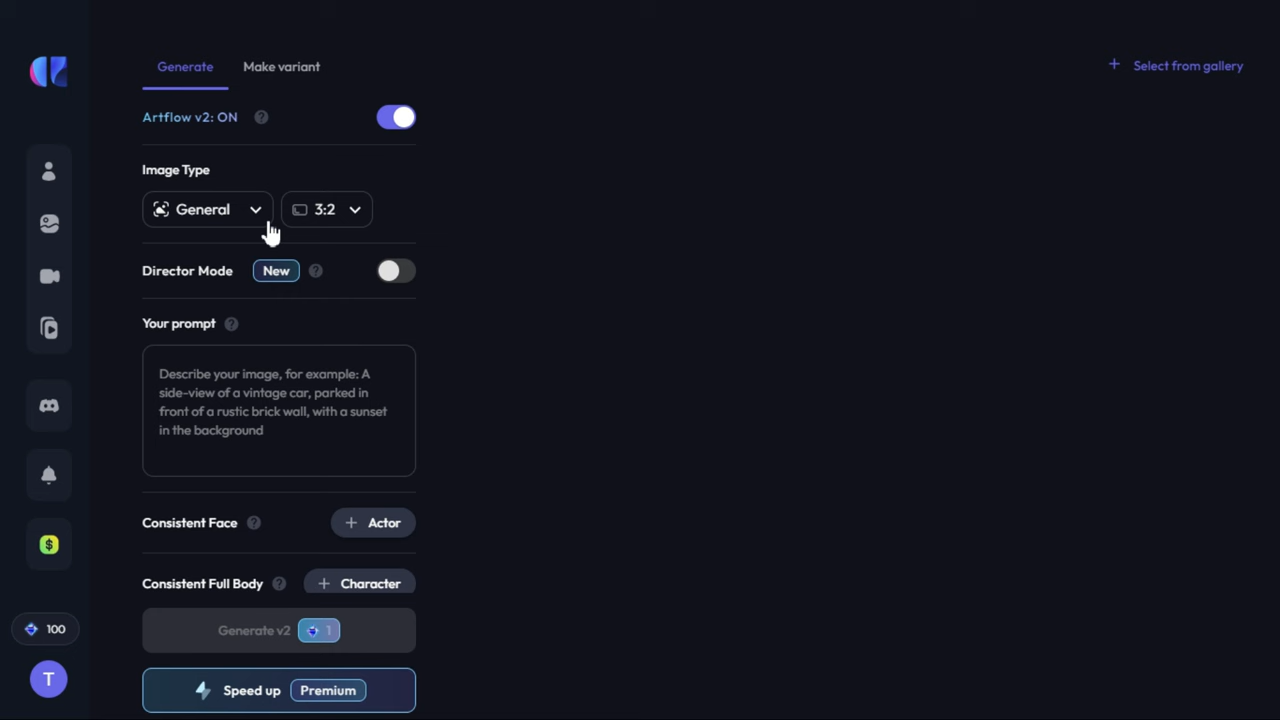 Generate Make variant
+ Select from gallery
Artflow v2: ON ?
Image Type
General 3:2
Director Mode New ?
Your prompt ?
Describe your image, for example: A
side-view of a vintage car, parked in
front of a rustic brick wall, with a sunset
in the background
Consistent Face ? + Actor
Consistent Full Body ? + Character
Generate v2 1
Speed up Premium
$
100
T